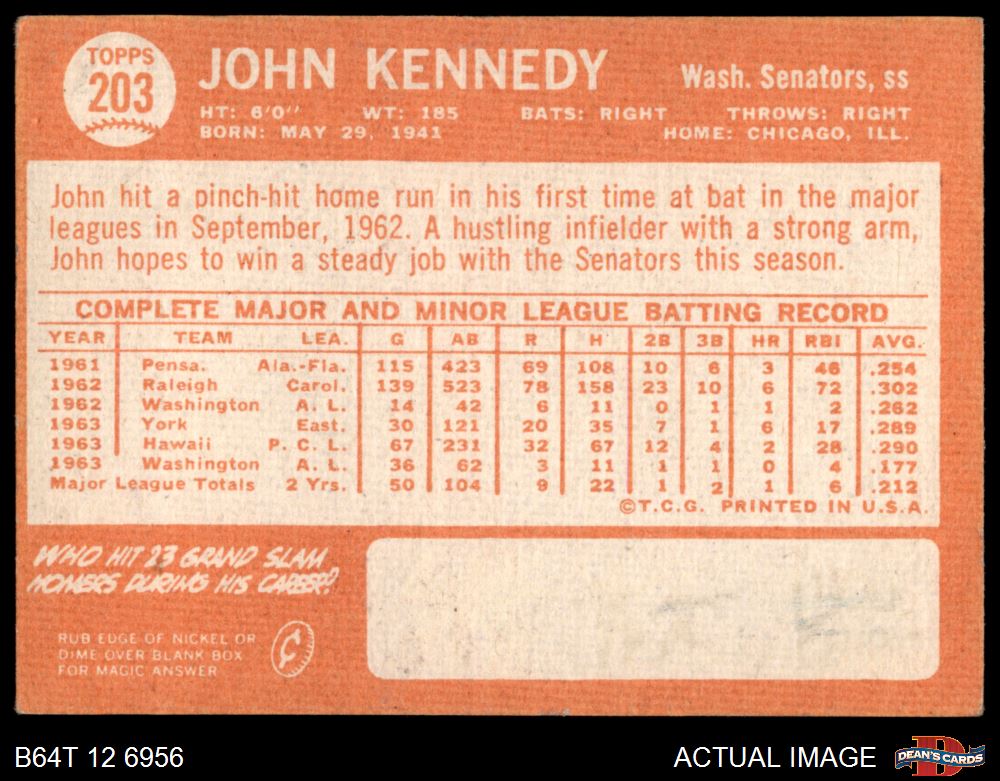 TOPPS
203
JOHN KENNEDY
Wash. Senators, ss
HT: 6'0'' WT: 185 BATS: RIGHT THROWS: RIGHT
BORN: MAY 29, 1941 HOME: CHICAGO, ILL.
John hit a pinch-hit home run in his first time at bat in the major
leagues in September, 1962. A hustling infielder with a strong arm,
John hopes to win a steady job with the Senators this season.
COMPLETE MAJOR AND MINOR LEAGUE BATTING RECORD
YEAR TEAM LEA. G AB R H 2B 3B HR RBI AVG.
1961 Pensa. Ala.-Fla. 115 423 69 108 10 6 3 46 .254
1962 Raleigh Carol. 139 523 78 158 23 10 6 72 .302
1962 Washington A. L. 14 42 6 11 0 1 1 2 .262
1963 York East. 30 121 20 35 7 1 6 17 .289
1963 Hawaii P. C. L. 67 231 32 67 12 4 2 28 .290
1963 Washington A. L. 36 62 3 11 1 1 0 4 .177
Major League Totals 2 Yrs. 50 104 9 22 1 2 1 6 .212
©T.C.G. PRINTED IN U.S.A.
WHO HIT 23 GRAND SLAM
HOMERS DURING HIS CAREER?
RUB EDGE OF NICKEL OR
DIME OVER BLANK BOX
FOR MAGIC ANSWER
¢
B64T 12 6956
ACTUAL IMAGE
D
DEAN'S CARDS